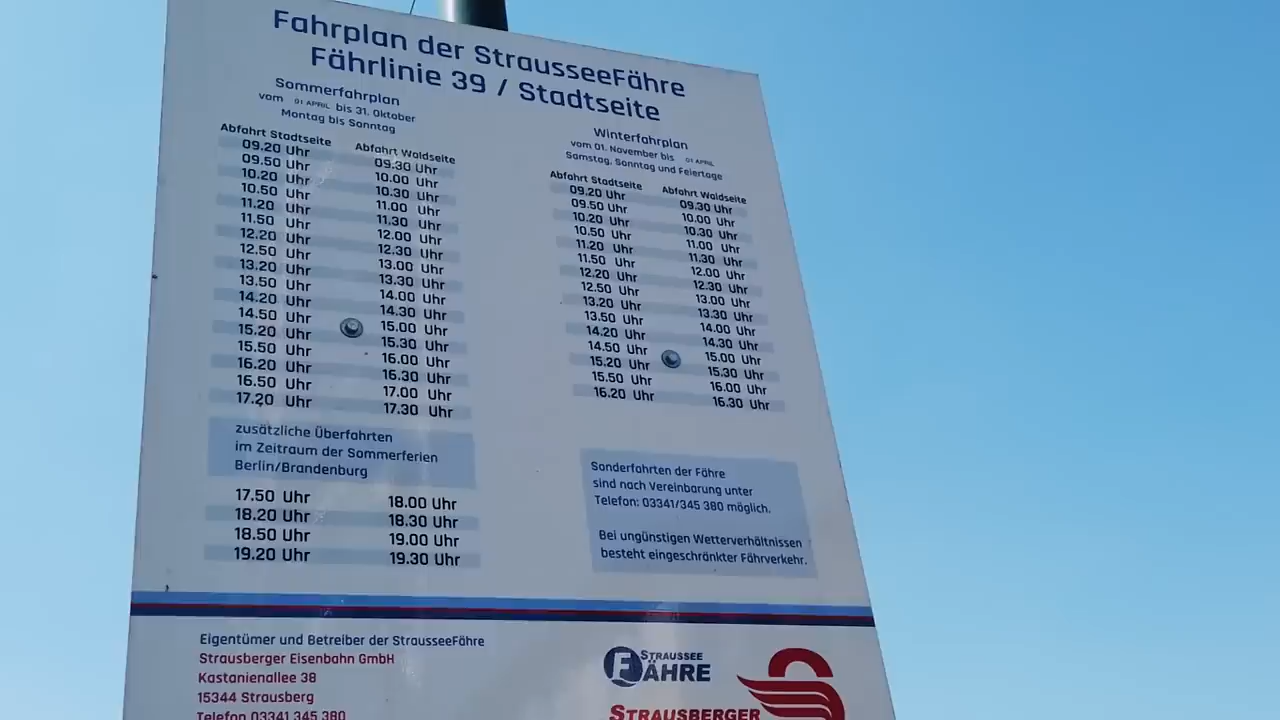 Fahrplan der StrausseeFähre
Fährlinie 39 / Stadtseite
Sommerfahrplan
vom 01 APRIL bis 31. Oktober
Montag bis Sonntag
Abfahrt Stadtseite Abfahrt Waldseite
09.20 Uhr 09.30 Uhr
09.50 Uhr 10.00 Uhr
10.20 Uhr 10.30 Uhr
10.50 Uhr 11.00 Uhr
11.20 Uhr 11.30 Uhr
11.50 Uhr 12.00 Uhr
12.20 Uhr 12.30 Uhr
12.50 Uhr 13.00 Uhr
13.20 Uhr 13.30 Uhr
13.50 Uhr 14.00 Uhr
14.20 Uhr 14.30 Uhr
14.50 Uhr 15.00 Uhr
15.20 Uhr 15.30 Uhr
15.50 Uhr 16.00 Uhr
16.20 Uhr 16.30 Uhr
16.50 Uhr 17.00 Uhr
17.20 Uhr 17.30 Uhr
zusätzliche Überfahrten
im Zeitraum der Sommerferien
Berlin/Brandenburg
17.50 Uhr 18.00 Uhr
18.20 Uhr 18.30 Uhr
18.50 Uhr 19.00 Uhr
19.20 Uhr 19.30 Uhr
Winterfahrplan
vom 01. November bis 01 APRIL
Samstag, Sonntag und Feiertage
Abfahrt Stadtseite Abfahrt Waldseite
09.20 Uhr 09.30 Uhr
09.50 Uhr 10.00 Uhr
10.20 Uhr 10.30 Uhr
10.50 Uhr 11.00 Uhr
11.20 Uhr 11.30 Uhr
11.50 Uhr 12.00 Uhr
12.20 Uhr 12.30 Uhr
12.50 Uhr 13.00 Uhr
13.20 Uhr 13.30 Uhr
13.50 Uhr 14.00 Uhr
14.20 Uhr 14.30 Uhr
14.50 Uhr 15.00 Uhr
15.20 Uhr 15.30 Uhr
15.50 Uhr 16.00 Uhr
16.20 Uhr 16.30 Uhr
Sonderfahrten der Fähre
sind nach Vereinbarung unter
Telefon: 03341/345 380 möglich.
Bei ungünstigen Wetterverhältnissen
besteht eingeschränkter Fährverkehr.
Eigentümer und Betreiber der StrausseeFähre
Strausberger Eisenbahn GmbH
Kastanienallee 38
15344 Strausberg
Telefon 03341 345 380
STRAUSSEE
FÄHRE
STRAUSBERGER